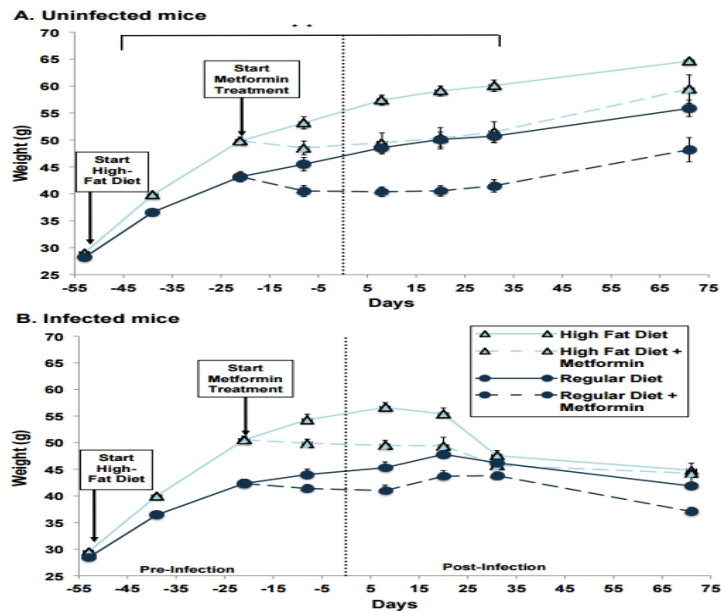 A. Uninfected mice
70
65
60
55
50
45
40
35
30
25
Weight (g)
Start
High-
Fat Diet
Start
Metformin
Treatment
-55 -45 -35 -25 -15 -5 5 15 25 35 45 55 65 75
Days
B. Infected mice
70
65
60
55
50
45
40
35
30
25
Weight (g)
Start
High-
Fat Diet
Start
Metformin
Treatment
High Fat Diet
High Fat Diet +
Metformin
Regular Diet
Regular Diet +
Metformin
Pre-Infection Post-Infection
-55 -45 -35 -25 -15 -5 5 15 25 35 45 55 65 75
Days